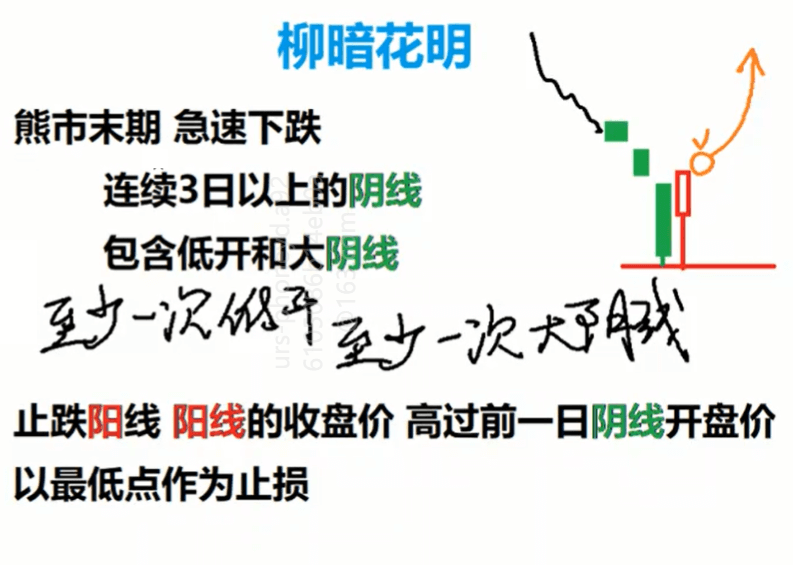 柳暗花明
熊市末期 急速下跌
连续3日以上的阴线
包含低开和大阴线
至少一次低开 至少一次大阴线
止跌阳线 阳线的收盘价 高过前一日阴线开盘价
以最低点作为止损